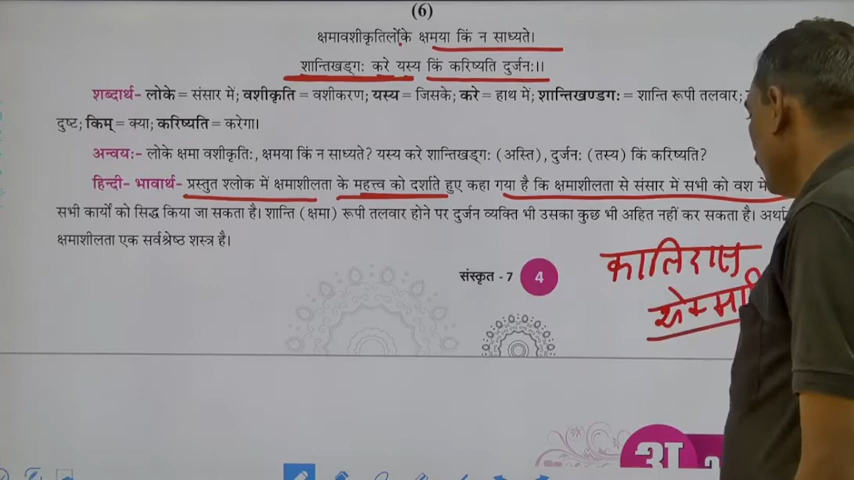 (6)
क्षमावशीकृतिर्लोके क्षमया किं न साध्यते।
शान्तिखड्गः करे यस्य किं करिष्यति दुर्जनः।।
शब्दार्थ- लोके = संसार में; वशीकृति = वशीकरण; यस्य = जिसके; करे = हाथ में; शान्तिखण्डगः = शान्ति रूपी तलवार;
दुष्ट; किम् = क्या; करिष्यति = करेगा।
अन्वयः- लोके क्षमा वशीकृतिः, क्षमया किं न साध्यते? यस्य करे शान्तिखड्गः (अस्ति), दुर्जनः (तस्य) किं करिष्यति?
हिन्दी- भावार्थ- प्रस्तुत श्लोक में क्षमाशीलता के महत्त्व को दर्शाते हुए कहा गया है कि क्षमाशीलता से संसार में सभी को वश में
सभी कार्यों को सिद्ध किया जा सकता है। शान्ति (क्षमा) रूपी तलवार होने पर दुर्जन व्यक्ति भी उसका कुछ भी अहित नहीं कर सकता है।
क्षमाशीलता एक सर्वश्रेष्ठ शस्त्र है।
कालिदास
संस्कृत - 7 4